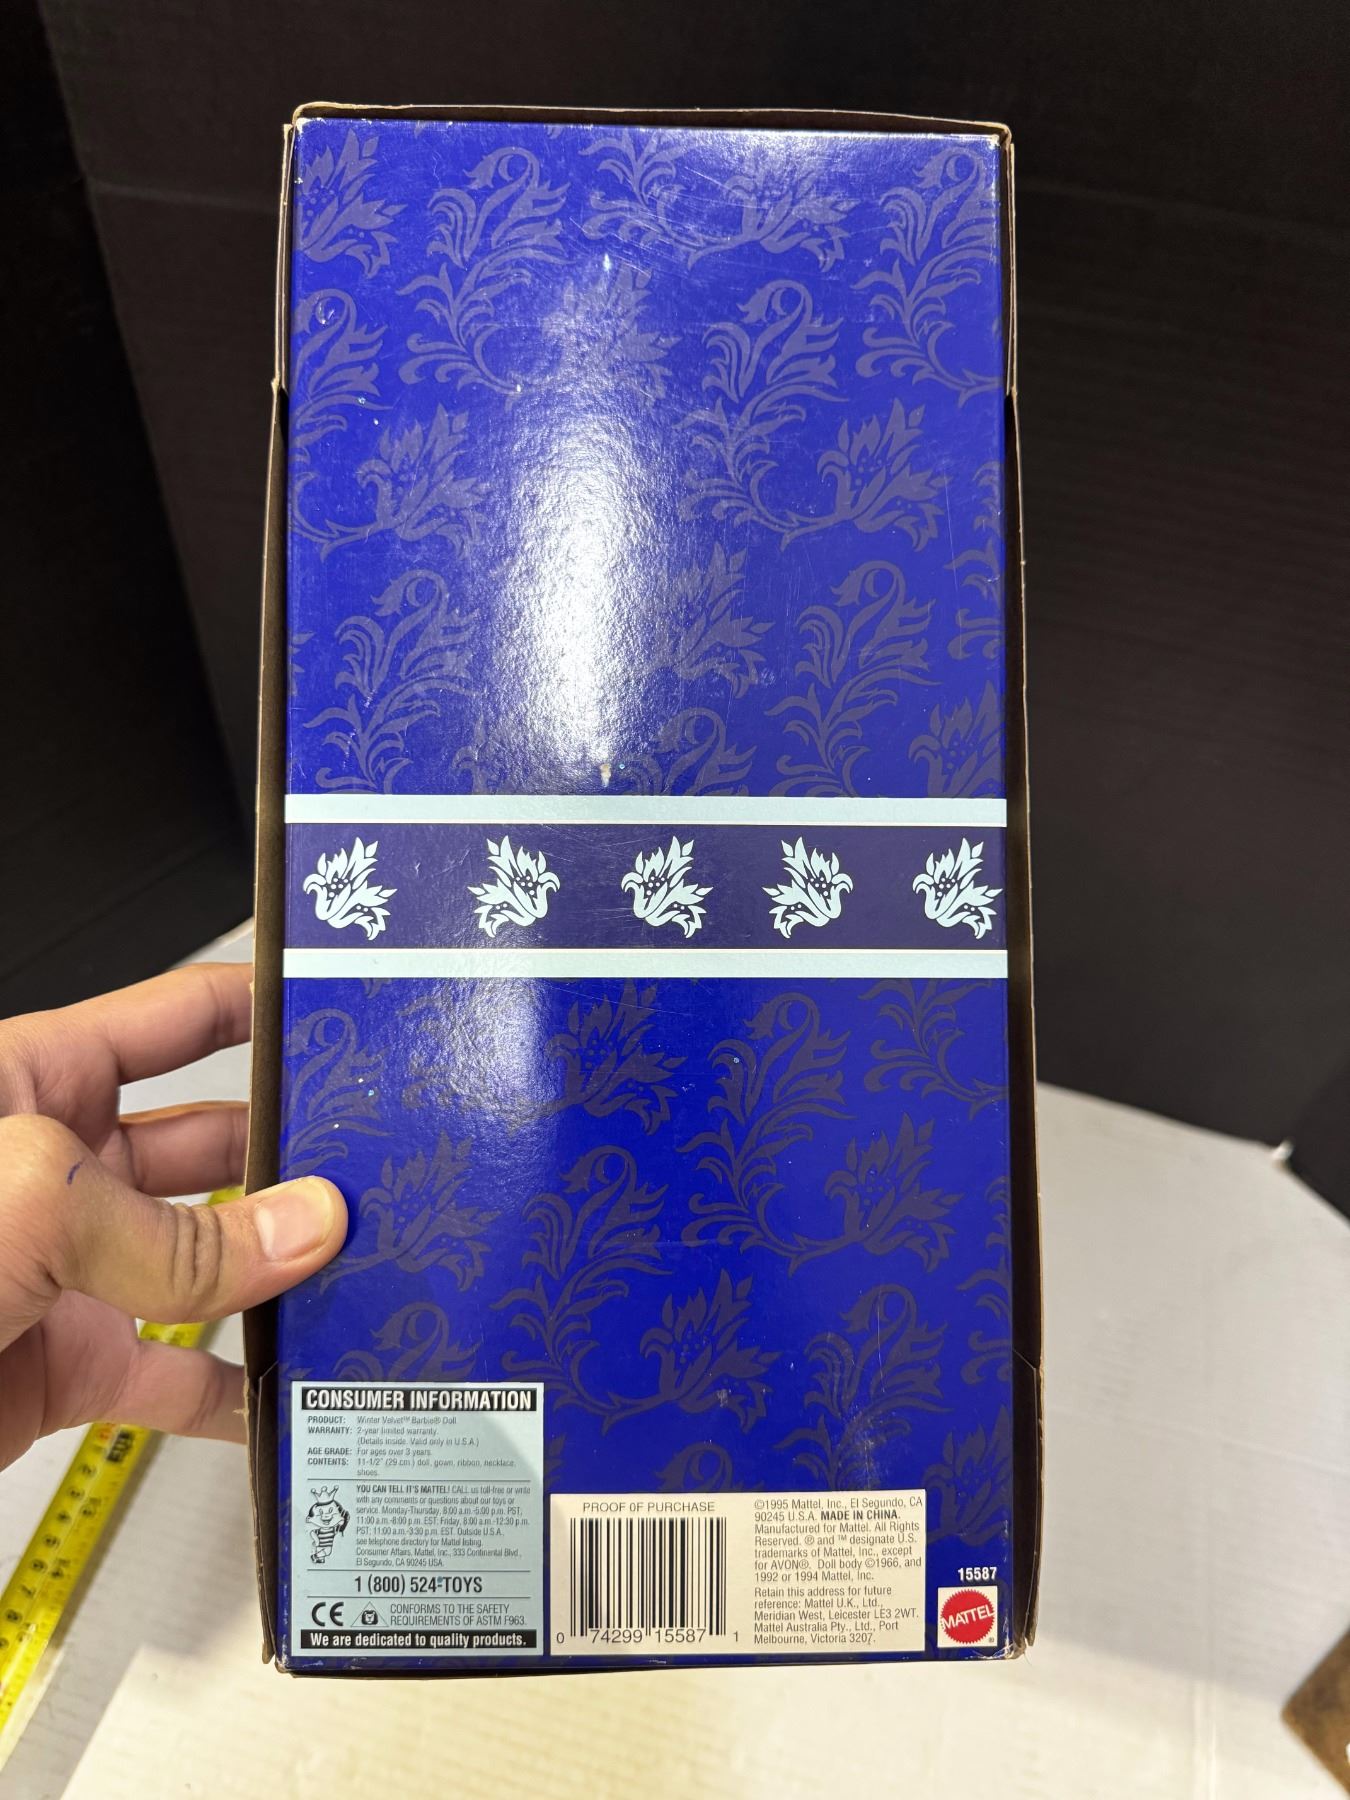 CONSUMER INFORMATION
PRODUCT: Winter Velvet™ Barbie® Doll
WARRANTY: 2-year limited warranty.
(Details inside. Valid only in U.S.A.)
AGE GRADE: For ages over 3 years.
CONTENTS: 11-1/2" (29 cm.) doll, gown, ribbon, necklace,
shoes.
YOU CAN TELL IT'S MATTEL! CALL us toll-free or write
with any comments or questions about our toys or
service. Monday-Thursday, 8:00 a.m.-5:00 p.m. PST;
11:00 a.m.-8:00 p.m. EST; Friday, 8:00 a.m.-12:30 p.m.
PST; 11:00 a.m.-3:30 p.m. EST. Outside U.S.A.,
see telephone directory for Mattel listing.
Consumer Affairs, Mattel, Inc., 333 Continental Blvd.,
El Segundo, CA 90245 USA.
1 (800) 524-TOYS
CE CONFORMS TO THE SAFETY
REQUIREMENTS OF ASTM F963.
We are dedicated to quality products.
PROOF OF PURCHASE
0 74299 15587 1
©1995 Mattel, Inc., El Segundo, CA
90245 U.S.A. MADE IN CHINA.
Manufactured for Mattel. All Rights
Reserved. ® and ™ designate U.S.
trademarks of Mattel, Inc., except
for AVON®. Doll body ©1966, and
1992 or 1994 Mattel, Inc.
Retain this address for future
reference: Mattel U.K., Ltd.,
Meridian West, Leicester LE3 2WT.
Mattel Australia Pty., Ltd., Port
Melbourne, Victoria 3207.
15587
MATTEL
®